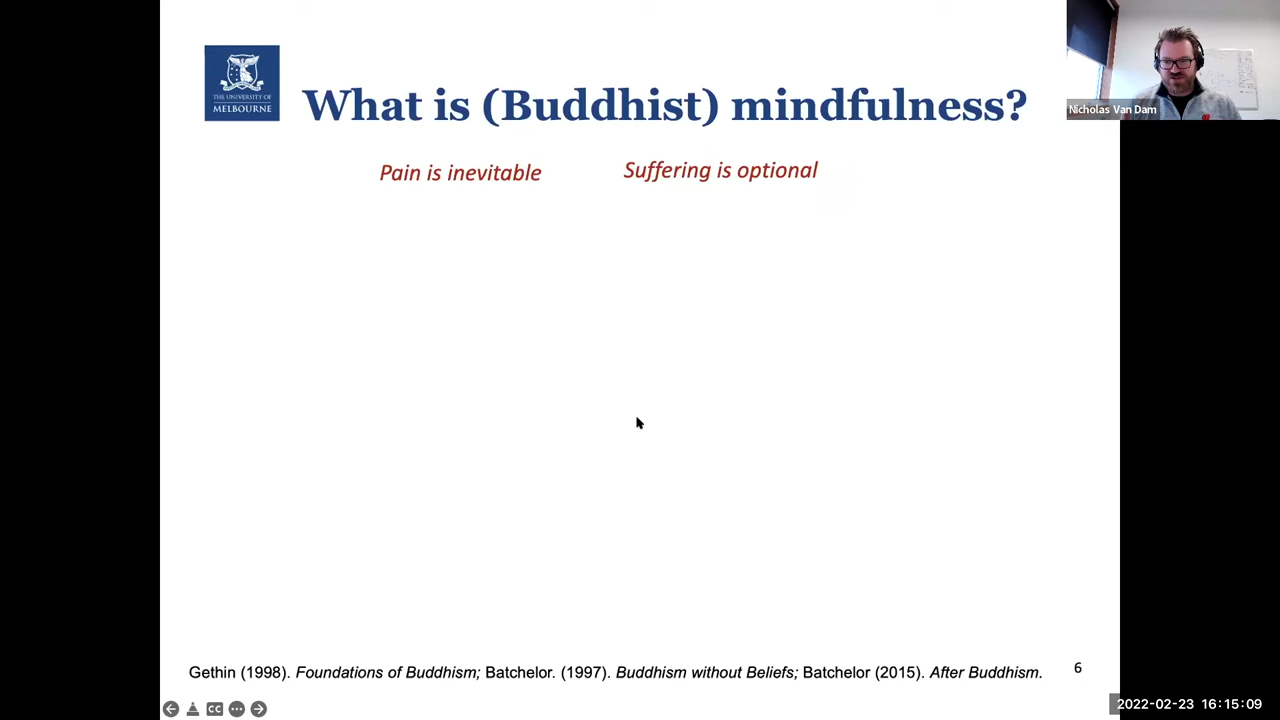 THE UNIVERSITY OF
MELBOURNE
What is (Buddhist) mindfulness?
Nicholas Van Dam
Pain is inevitable
Suffering is optional
Gethin (1998). Foundations of Buddhism; Batchelor. (1997). Buddhism without Beliefs; Batchelor (2015). After Buddhism.
6
CC
2022-02-23 16:15:09